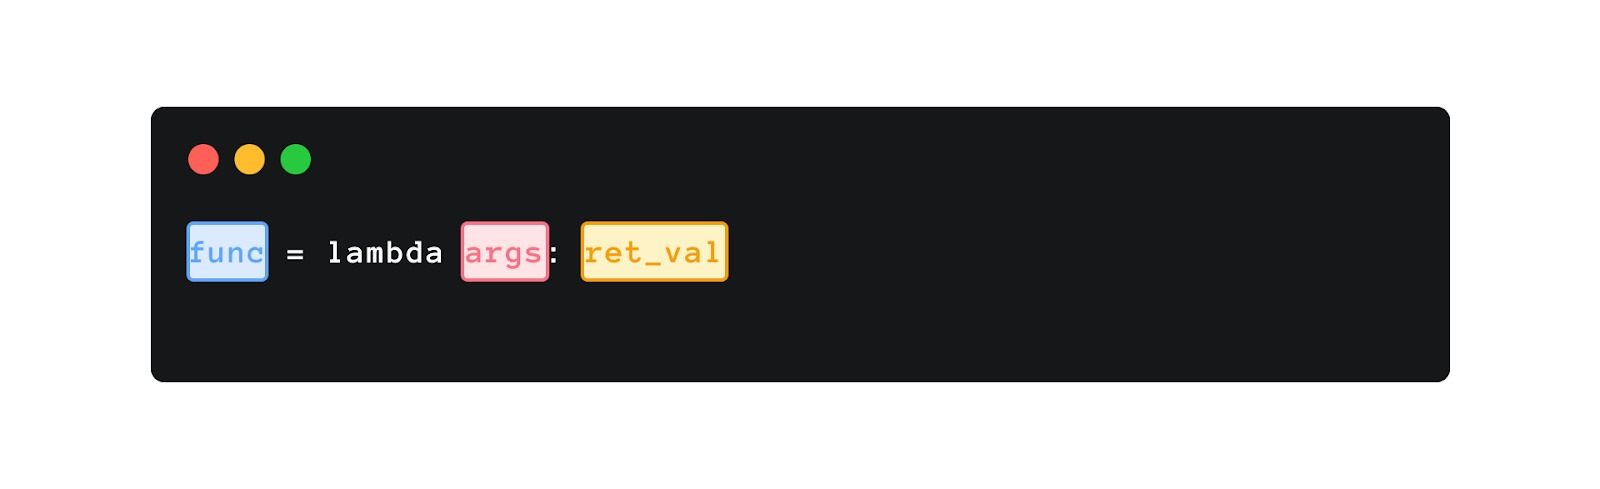 func = lambda args: ret_val